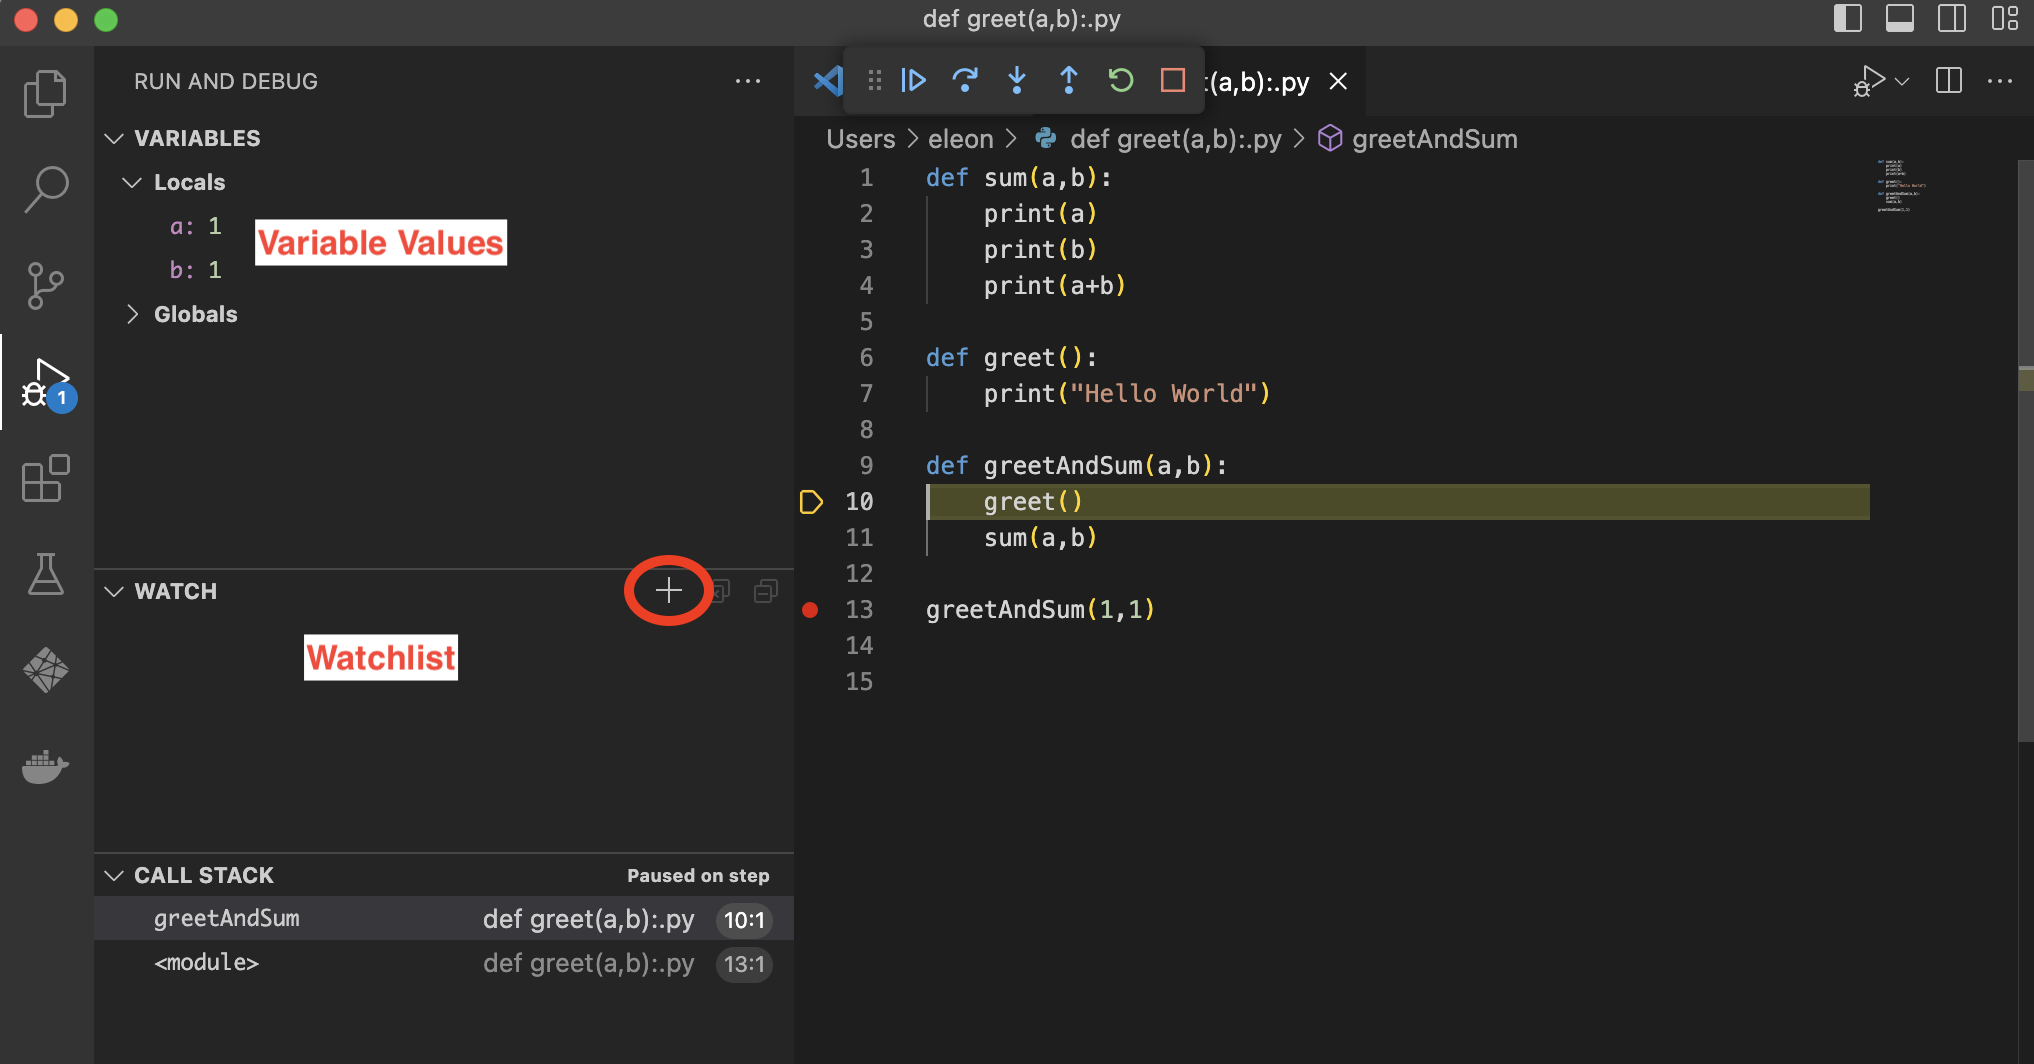 def greet(a,b):.py
RUN AND DEBUG
VARIABLES
Locals
a: 1
b: 1
Variable Values
Globals
1
WATCH
Watchlist
CALL STACK
Paused on step
greetAndSum def greet(a,b):.py 10:1
<module> def greet(a,b):.py 13:1
(a,b):.py
Users > eleon > def greet(a,b):.py > greetAndSum
1 def sum(a,b):
2 print(a)
3 print(b)
4 print(a+b)
5
6 def greet():
7 print("Hello World")
8
9 def greetAndSum(a,b):
10 greet()
11 sum(a,b)
12
13 greetAndSum(1,1)
14
15